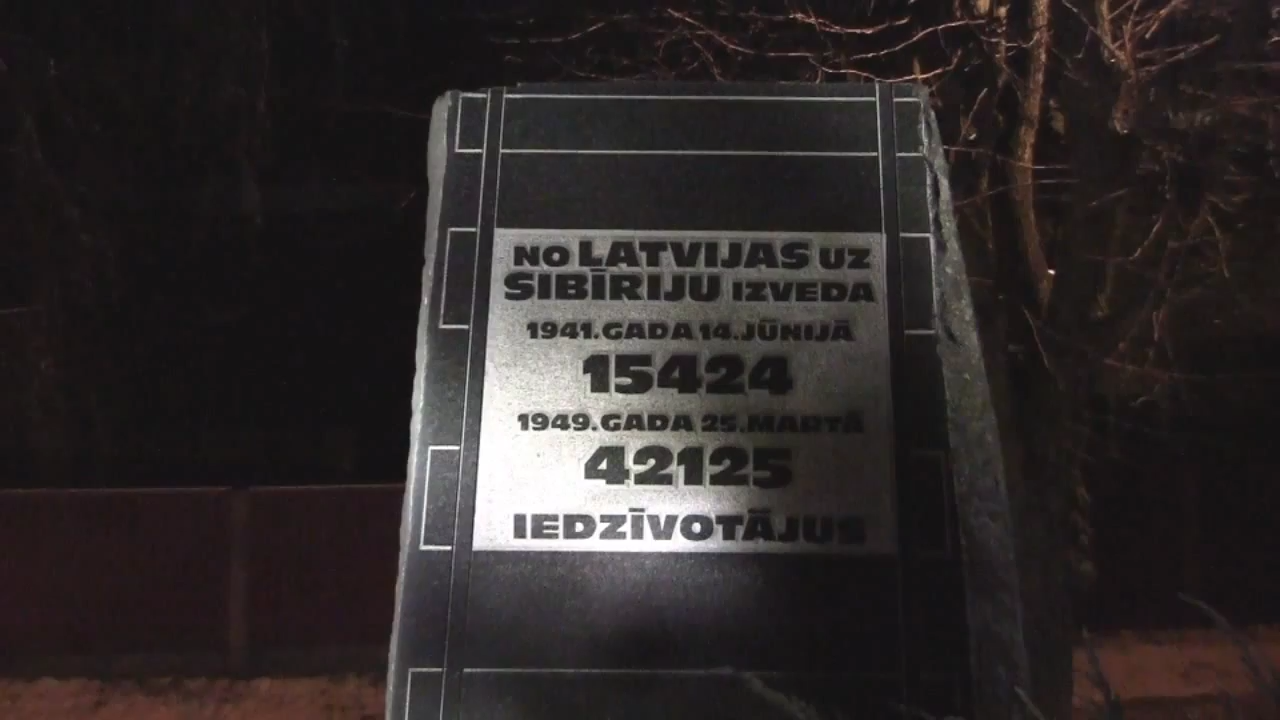 NO LATVIJAS UZ
SIBĪRIJU IZVEDA
1941.GADA 14.JŪNIJĀ
15424
1949.GADA 25.MARTĀ
42125
IEDZĪVOTĀJUS